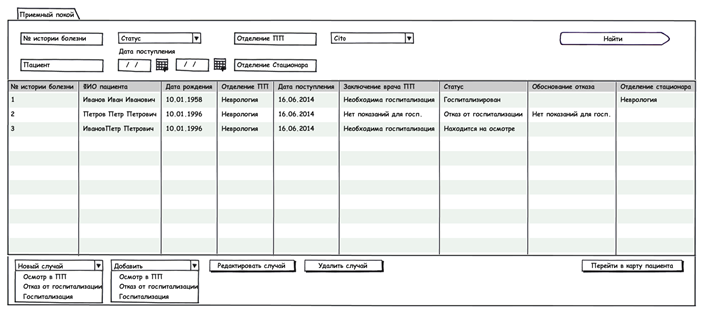 Приемный покой
№ истории болезни Статус Отделение ПП Cito Найти
Дата поступления
Пациент / / / / Отделение Стационара
№ истории болезни ФИО пациента Дата рождения Отделение ПП Дата поступления Заключение врача ПП Статус Обоснование отказа Отделение стационара
1 Иванов Иван Иванович 10.01.1958 Неврология 16.06.2014 Необходима госпитализация Госпитализирован Неврология
2 Петров Петр Петрович 10.01.1996 Неврология 16.06.2014 Нет показаний для госп. Отказ от госпитализации Нет показаний для госп.
3 ИвановПетр Петрович 10.01.1996 Неврология 16.06.2014 Необходима госпитализация Находится на осмотре
Новый случай Добавить Редактировать случай Удалить случай Перейти в карту пациента
Осмотр в ПП Осмотр в ПП
Отказ от госпитализации Отказ от госпитализации
Госпитализация Госпитализация